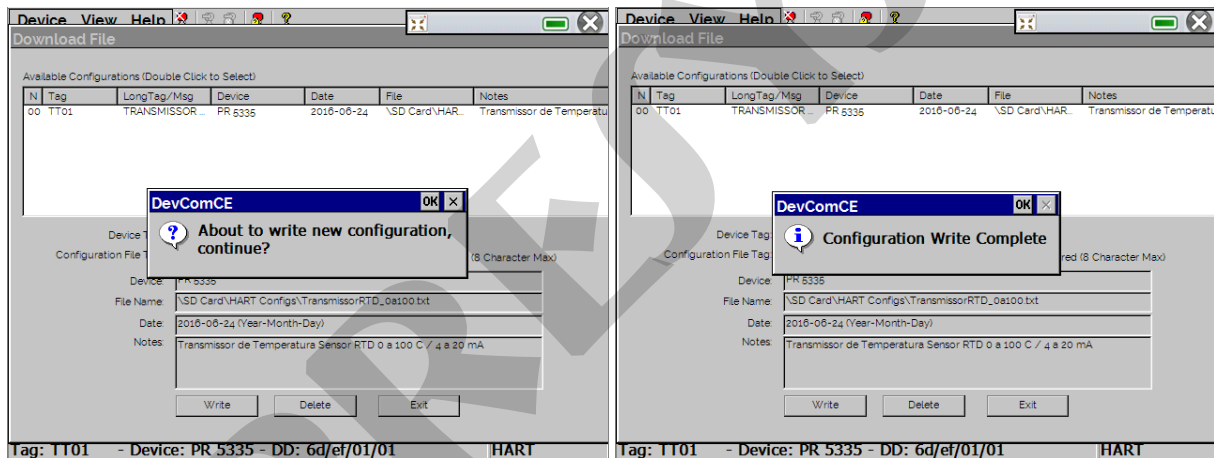 Device View Help
Download File
Available Configurations (Double Click to Select)
N Tag LongTag/Msg Device Date File Notes
00 TT01 TRANSMISSOR ... PR 5335 2016-06-24 \SD Card\HAR... Transmissor de Temperatu
DevComCE OK
About to write new configuration,
continue?
Device T
Configuration File T (8 Character Max)
Device: PR 5335
File Name: \SD Card\HART Configs\TransmissorRTD_0a100.txt
Date: 2016-06-24 (Year-Month-Day)
Notes: Transmissor de Temperatura Sensor RTD 0 a 100 C / 4 a 20 mA
Write Delete Exit
Tag: TT01 - Device: PR 5335 - DD: 6d/ef/01/01 HART
Device View Help
Download File
Available Configurations (Double Click to Select)
N Tag LongTag/Msg Device Date File Notes
00 TT01 TRANSMISSOR ... PR 5335 2016-06-24 \SD Card\HAR... Transmissor de Temperatu
DevComCE OK
Configuration Write Complete
Device Tag:
Configuration File Tag: red (8 Character Max)
Device: PR 5335
File Name: \SD Card\HART Configs\TransmissorRTD_0a100.txt
Date: 2016-06-24 (Year-Month-Day)
Notes: Transmissor de Temperatura Sensor RTD 0 a 100 C / 4 a 20 mA
Write Delete Exit
Tag: TT01 - Device: PR 5335 - DD: 6d/ef/01/01 HART